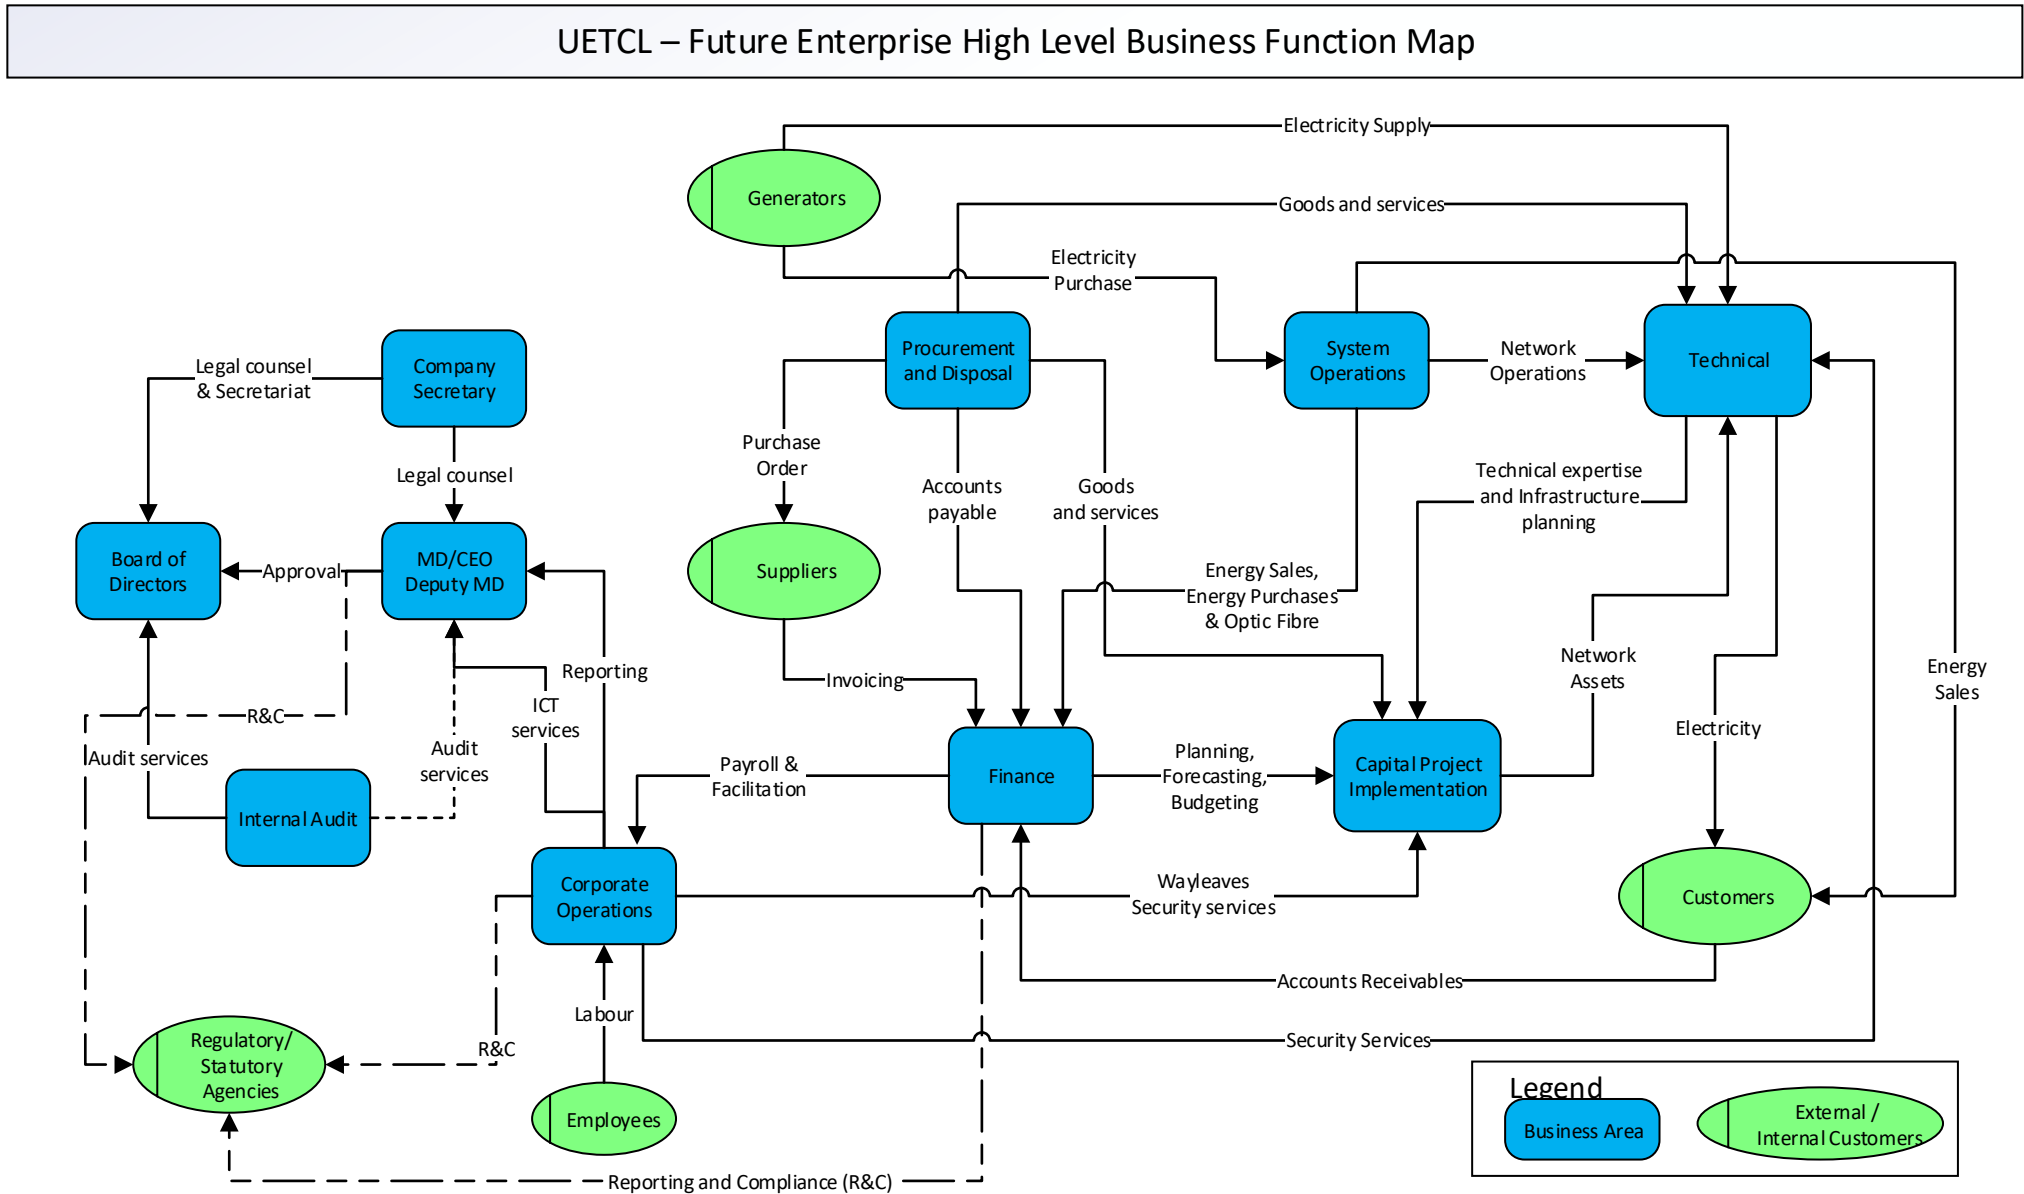 UETCL – Future Enterprise High Level Business Function Map
Electricity Supply
Generators
Goods and services
Electricity
Purchase
Procurement
and Disposal
System
Operations
Network
Operations
Technical
Company
Secretary
Legal counsel
& Secretariat
Legal counsel
Purchase
Order
Accounts
payable
Goods
and services
Technical expertise
and Infrastructure
planning
Board of
Directors
Approval
MD/CEO
Deputy MD
Suppliers
Energy Sales,
Energy Purchases
& Optic Fibre
Reporting
Invoicing
Network
Assets
Energy
Sales
R&C
ICT
services
Electricity
Audit services
Audit
services
Payroll &
Facilitation
Finance
Planning,
Forecasting,
Budgeting
Capital Project
Implementation
Internal Audit
Corporate
Operations
Wayleaves
Security services
Customers
Accounts Receivables
Labour
R&C
Security Services
Regulatory/
Statutory
Agencies
Employees
Reporting and Compliance (R&C)
Legend
Business Area
External /
Internal Customers